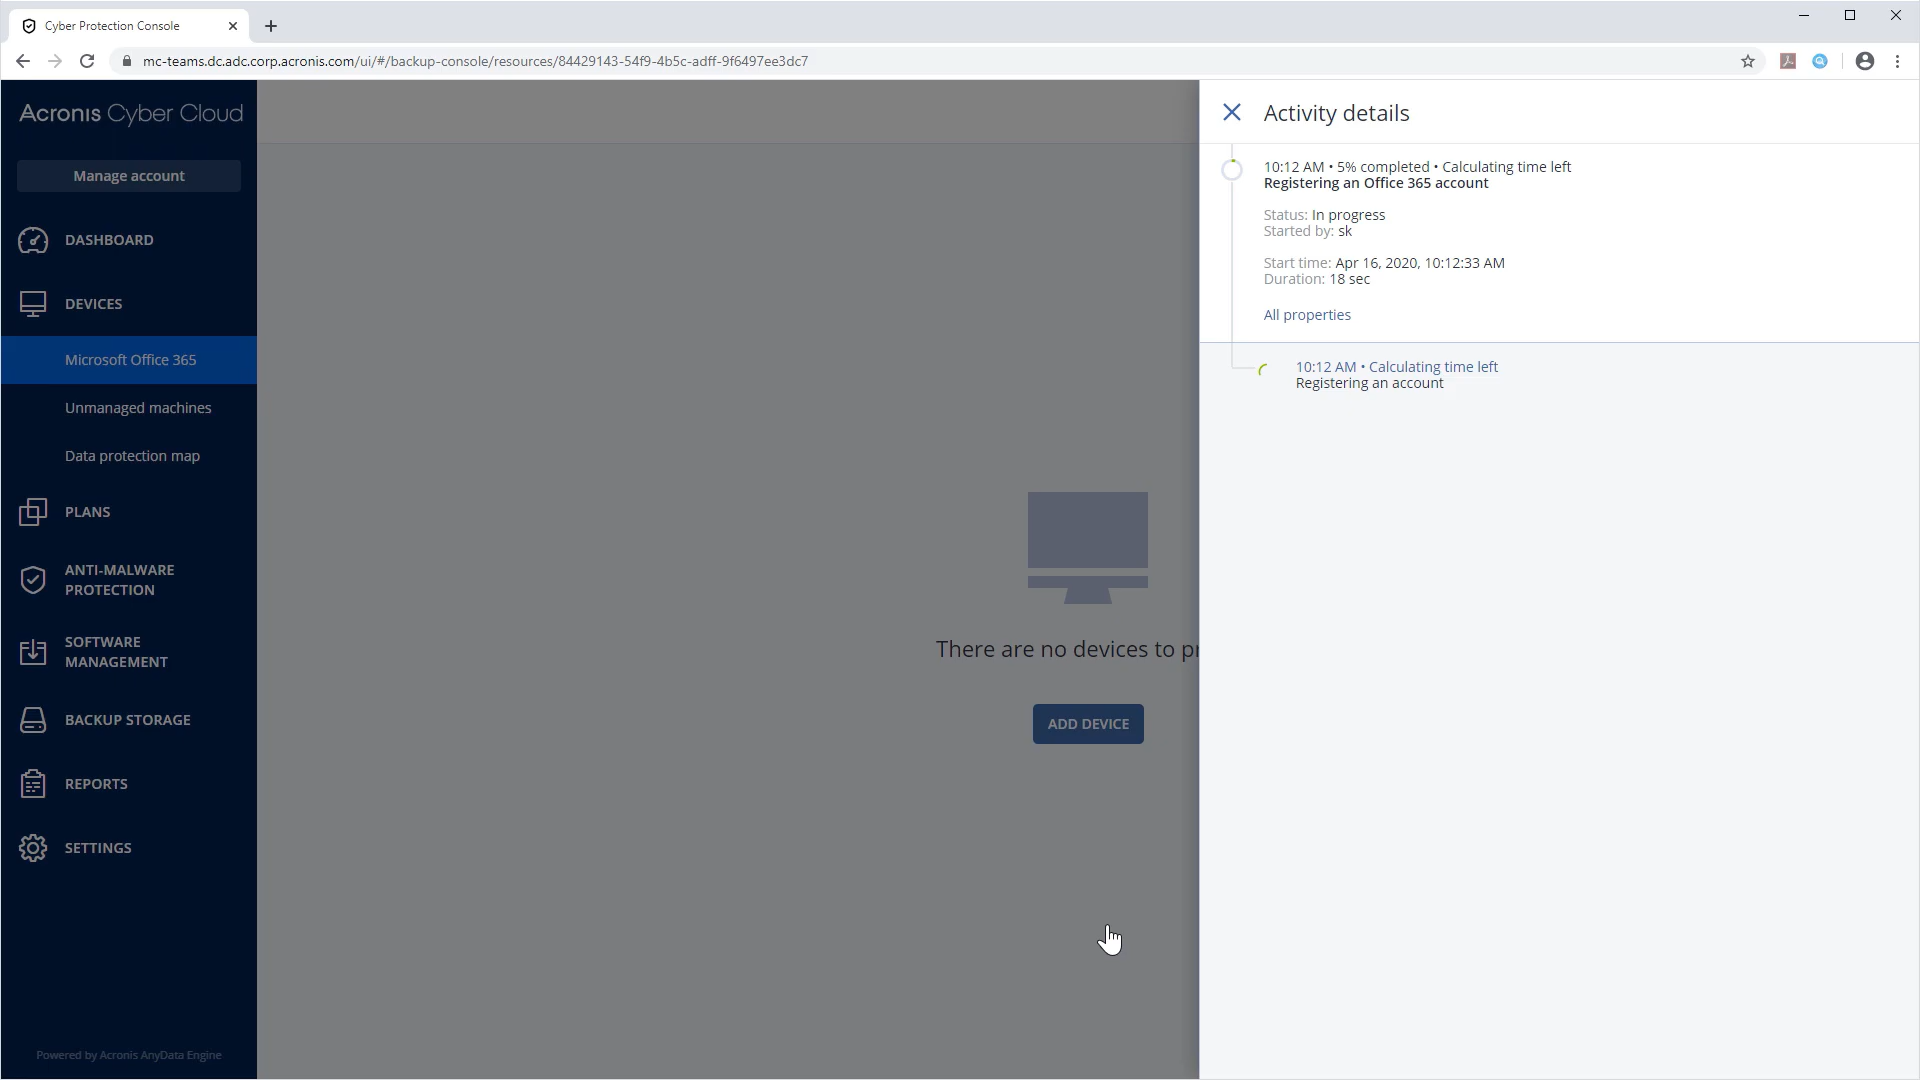 Cyber Protection Console
mc-teams.dc.adc.corp.acronis.com/ui/#/backup-console/resources/84429143-54f9-4b5c-adff-9f6497ee3dc7
Acronis Cyber Cloud
Manage account
DASHBOARD
DEVICES
Microsoft Office 365
Unmanaged machines
Data protection map
PLANS
ANTI-MALWARE
PROTECTION
SOFTWARE
MANAGEMENT
BACKUP STORAGE
REPORTS
SETTINGS
Powered by Acronis AnyData Engine
There are no devices to pr
ADD DEVICE
Activity details
10:12 AM • 5% completed • Calculating time left
Registering an Office 365 account
Status: In progress
Started by: sk
Start time: Apr 16, 2020, 10:12:33 AM
Duration: 18 sec
All properties
10:12 AM • Calculating time left
Registering an account